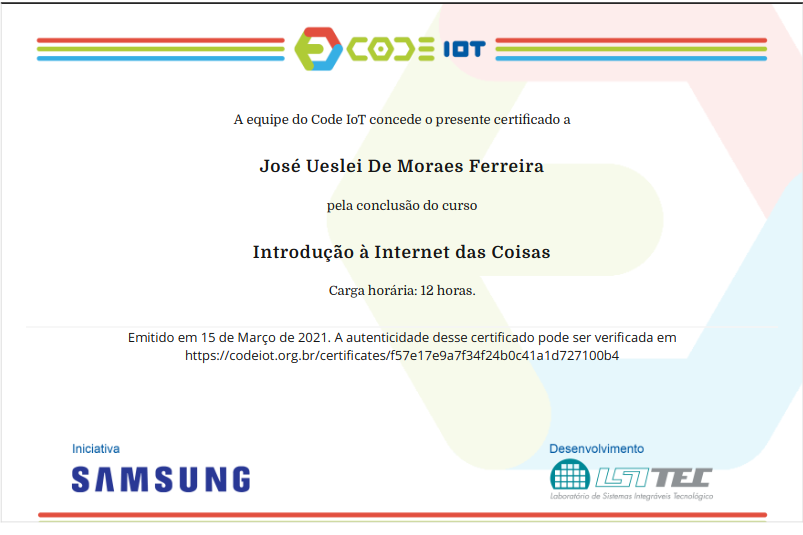 CODE IOT
A equipe do Code IoT concede o presente certificado a
José Ueslei De Moraes Ferreira
pela conclusão do curso
Introdução à Internet das Coisas
Carga horária: 12 horas.
Emitido em 15 de Março de 2021. A autenticidade desse certificado pode ser verificada em
https://codeiot.org.br/certificates/f57e17e9a7f34f24b0c41a1d727100b4
Iniciativa
SAMSUNG
Desenvolvimento
LSITEC
Laboratório de Sistemas Integráveis Tecnológico